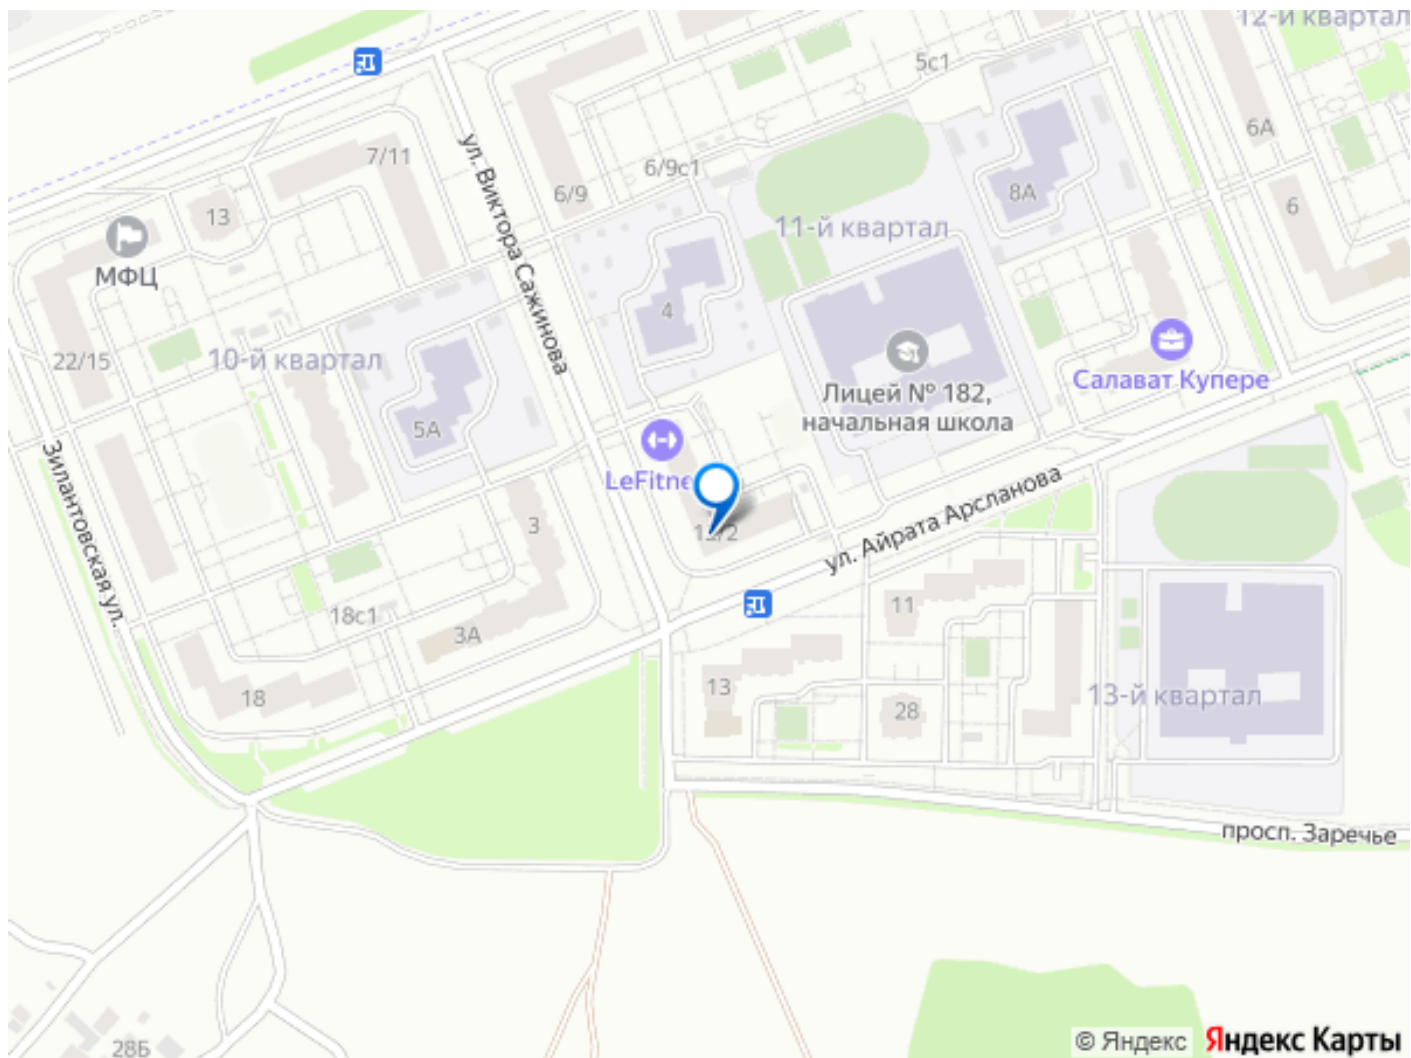 12-й квартал
5с1
6А
7/11
6/9с1
6/9
8А
6
13
ул. Виктора Сажинова
11-й квартал
МФЦ
4
22/15
10-й квартал
Салават Купере
Лицей № 182,
начальная школа
5А
LeFitne
Зилантовская ул.
3
12/2
ул. Айрата Арсланова
11
18с1
3А
13
18
28
13-й квартал
просп. Заречье
28Б
© Яндекс
Яндекс Карты